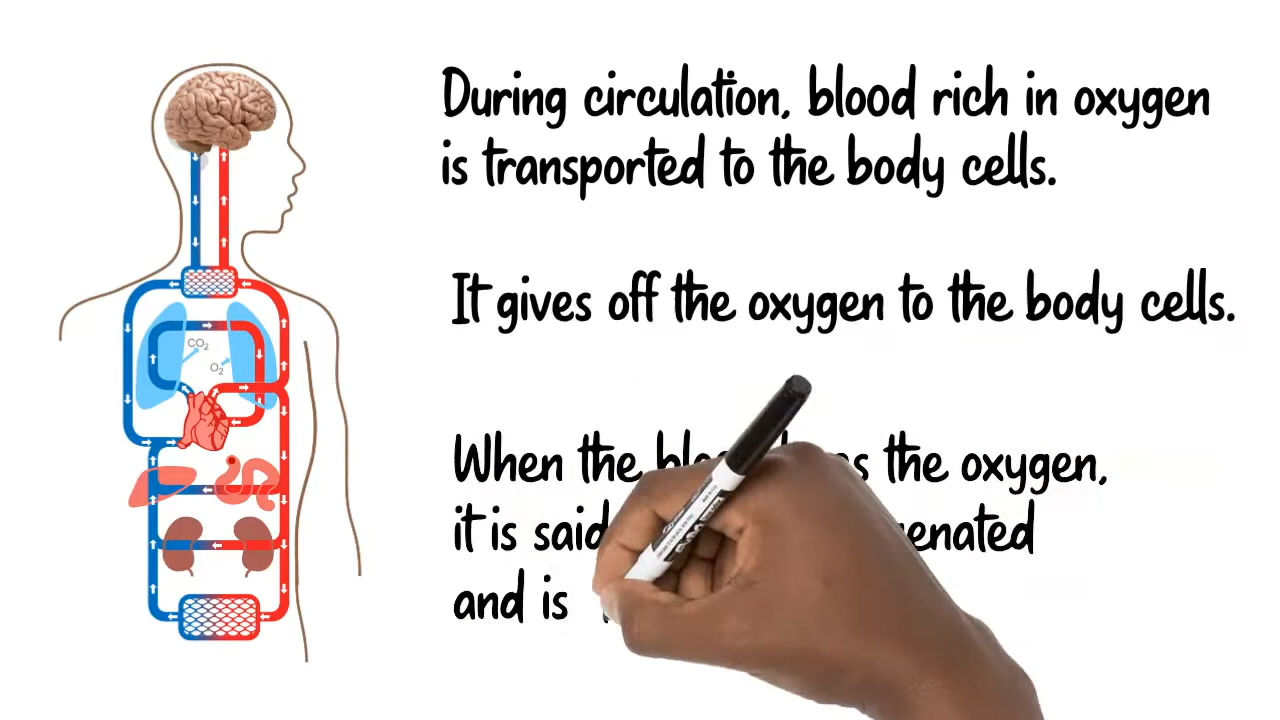 During circulation, blood rich in oxygen
is transported to the body cells.
It gives off the oxygen to the body cells.
CO2
O2
When the the oxygen,
it is said
and is